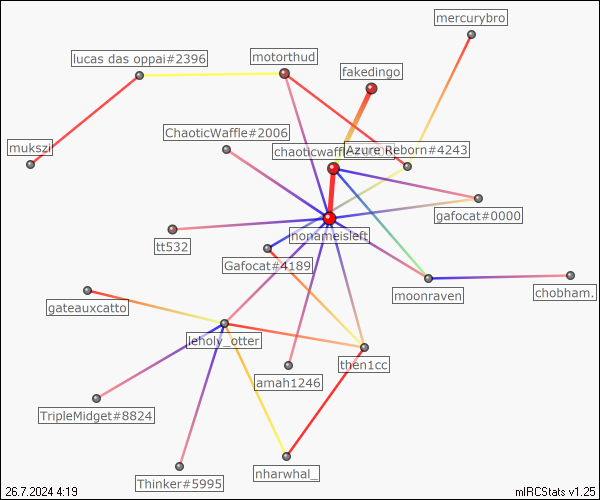 mercurybro
lucas das oppai#2396
motorthud
fakedingo
ChaoticWaffle#2006
mukszi
chaoticwaffle
Azure Reborn#4243
gafocat#0000
nonameisleft
tt532
Gafocat#4189
moonraven
chobham.
gateauxcatto
leholy_otter
then1cc
amah1246
TripleMidget#8824
nharwhal_
Thinker#5995
26.7.2024 4:19
mIRCStats v1.25